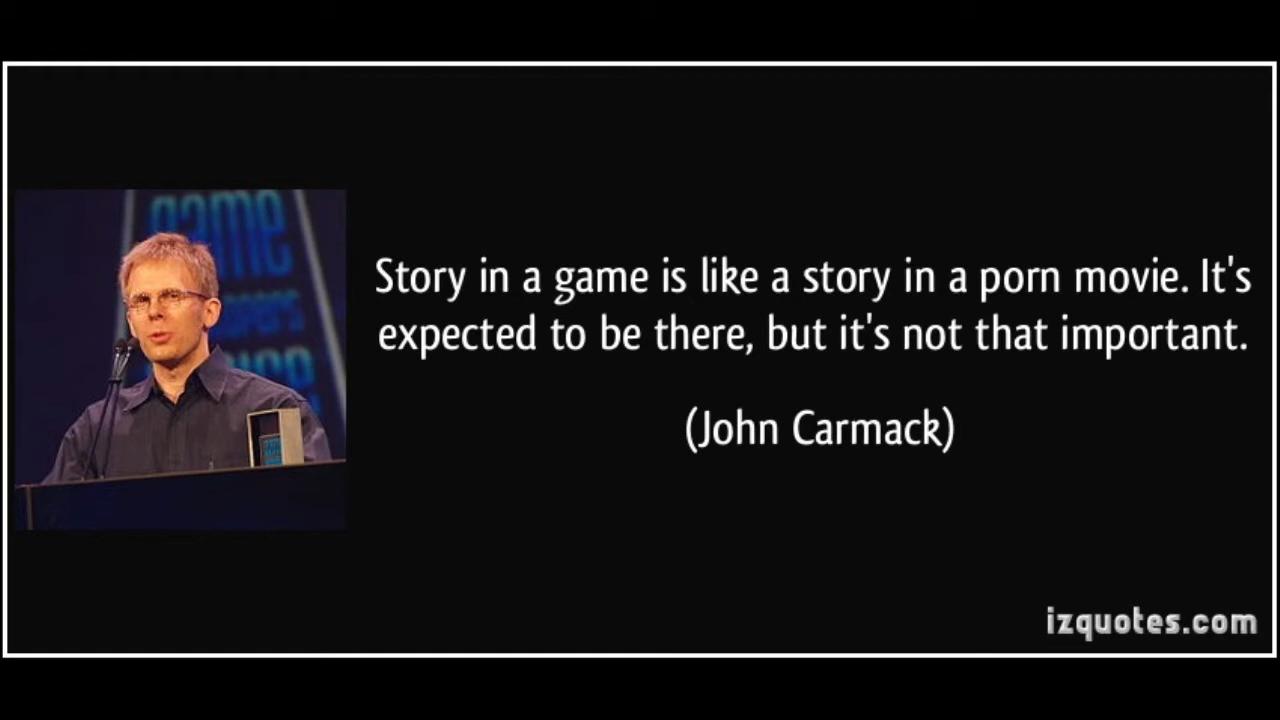 game
Story in a game is like a story in a porn movie. It's
expected to be there, but it's not that important.
(John Carmack)
izquotes.com